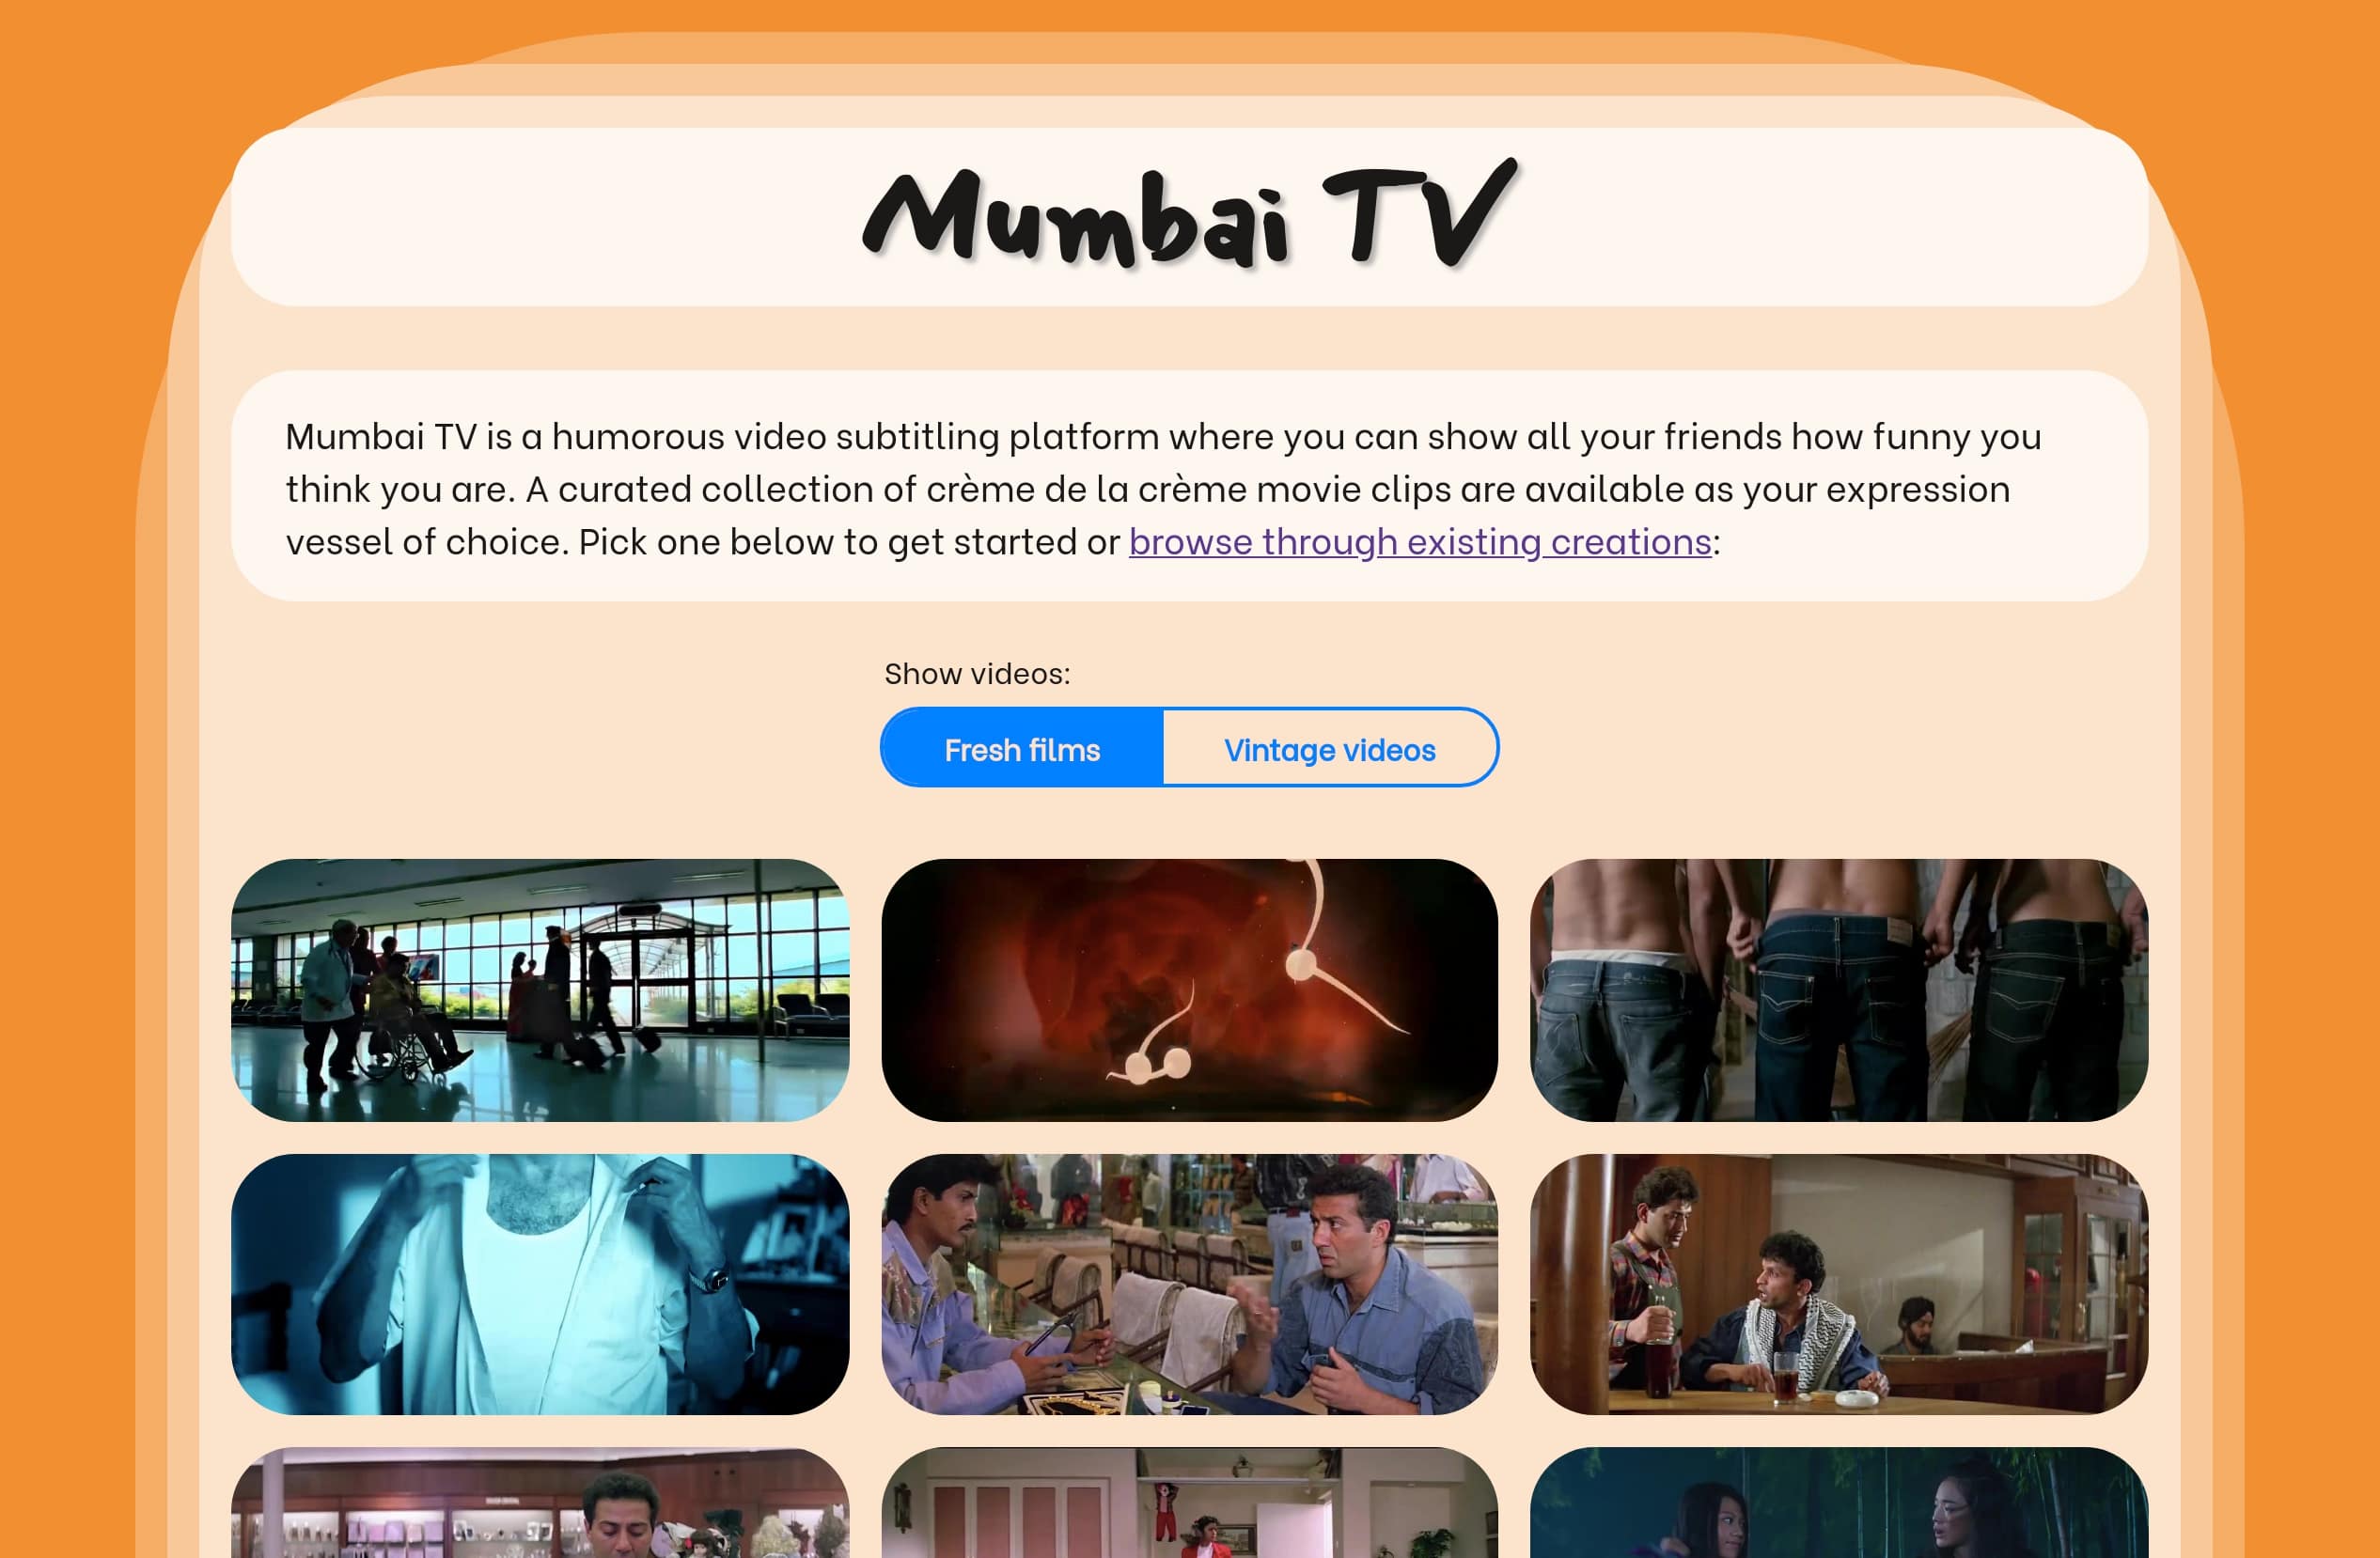 Mumbai TV
Mumbai TV is a humorous video subtitling platform where you can show all your friends how funny you
think you are. A curated collection of crème de la crème movie clips are available as your expression
vessel of choice. Pick one below to get started or browse through existing creations:
Show videos:
Fresh films
Vintage videos